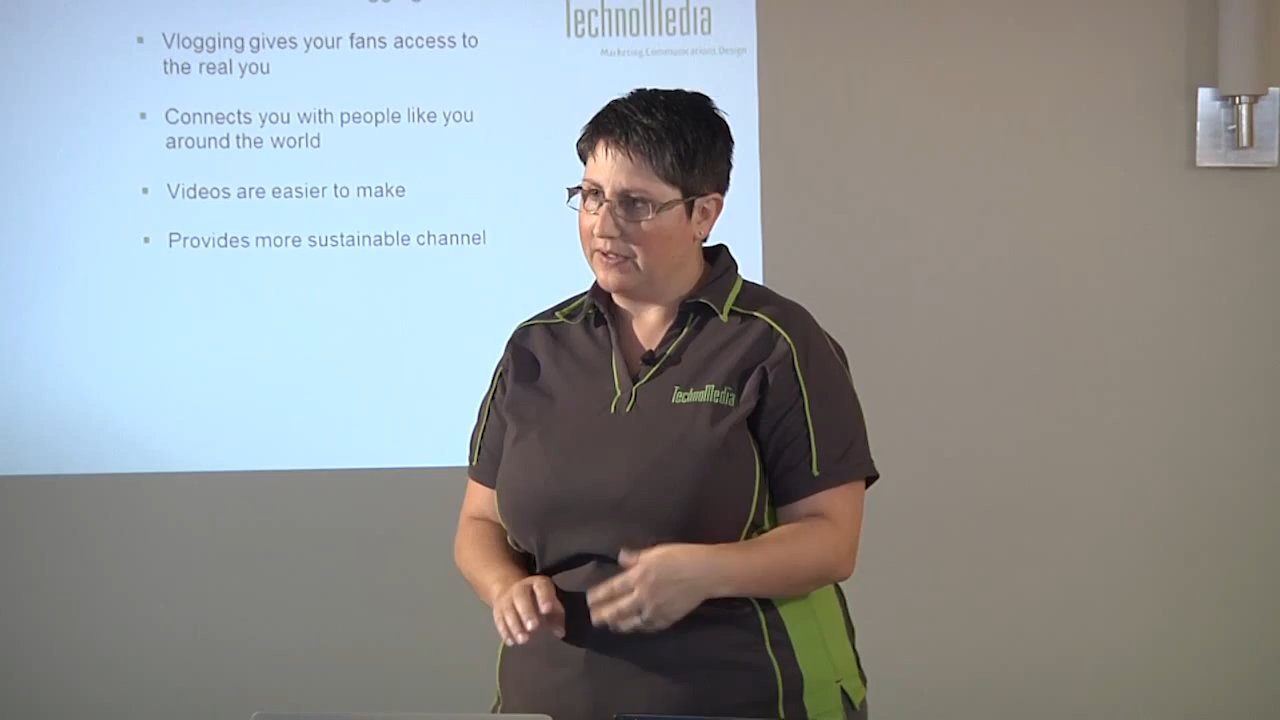 TechnoMedia
Marketing.Communications.Design
Vlogging gives your fans access to
the real you
Connects you with people like you
around the world
Videos are easier to make
Provides more sustainable channel
TechnoMedia